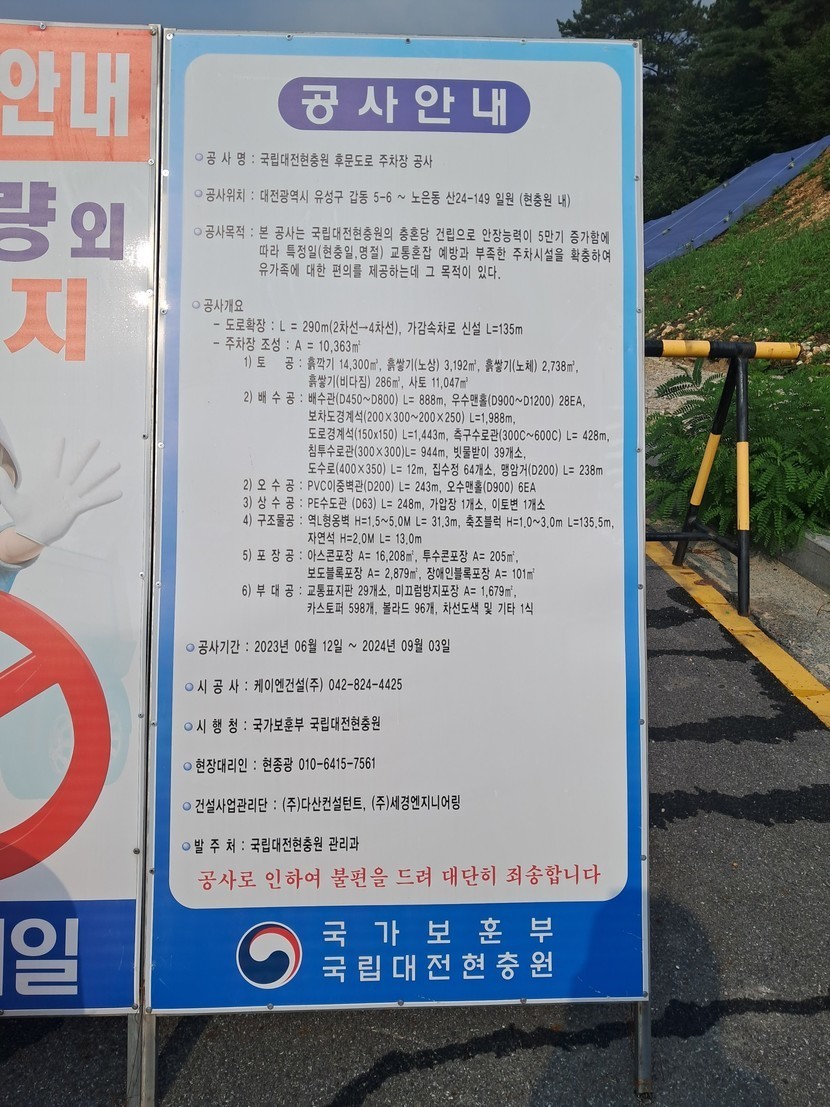 안내
량외
지
일
공사안내
공 사 명 : 국립대전현충원 후문도로 주차장 공사
공사위치 : 대전광역시 유성구 갑동 5-6 ~ 노은동 산24-149 일원 (현충원 내)
공사목적 : 본 공사는 국립대전현충원의 충혼당 건립으로 안장능력이 5만기 증가함에
따라 특정일(현충일,명절) 교통혼잡 예방과 부족한 주차시설을 확충하여
유가족에 대한 편의를 제공하는데 그 목적이 있다.
공사개요
- 도로확장 : L = 290m(2차선→4차선), 가감속차로 신설 L=135m
- 주차장 조성 : A = 10,363㎡
1) 토 공 : 흙깍기 14,300㎥, 흙쌓기(노상) 3,192㎥, 흙쌓기(노체) 2,738㎥,
흙쌓기(비다짐) 286㎥, 사토 11,047㎥
2) 배 수 공 : 배수관(D450~D800) L= 888m, 우수맨홀(D900~D1200) 28EA,
보차도경계석(200×300~200×250) L=1,988m,
도로경계석(150x150) L=1,443m, 측구수로관(300C~600C) L= 428m,
침투수로관(300×300)L= 944m, 빗물받이 39개소,
도수로(400×350) L= 12m, 집수정 64개소, 맹암거(D200) L= 238m
2) 오 수 공 : PVC이중벽관(D200) L= 243m, 오수맨홀(D900) 6EA
3) 상 수 공 : PE수도관 (D63) L= 248m, 가압장 1개소, 이토변 1개소
4) 구조물공 : 역L형옹벽 H=1,5~5,0M L= 31,3m, 축조블럭 H=1,0~3,0m L=135,5m,
자연석 H=2,0M L= 13,0m
5) 포 장 공 : 아스콘포장 A= 16,208㎡, 투수콘포장 A= 205㎡,
보도블록포장 A= 2,879㎡, 장애인블록포장 A= 101㎡
6) 부 대 공 : 교통표지판 29개소, 미끄럼방지포장 A= 1,679㎡,
카스토퍼 598개, 볼라드 96개, 차선도색 및 기타 1식
공사기간 : 2023년 06월 12일 ~ 2024년 09월 03일
시 공 사 : 케이엔건설(주) 042-824-4425
시 행 청 : 국가보훈부 국립대전현충원
현장대리인 : 현종광 010-6415-7561
건설사업관리단 : (주)다산컨설턴트, (주)세경엔지니어링
발 주 처 : 국립대전현충원 관리과
공사로 인하여 불편을 드려 대단히 죄송합니다
국 가 보 훈 부
국립대전현충원